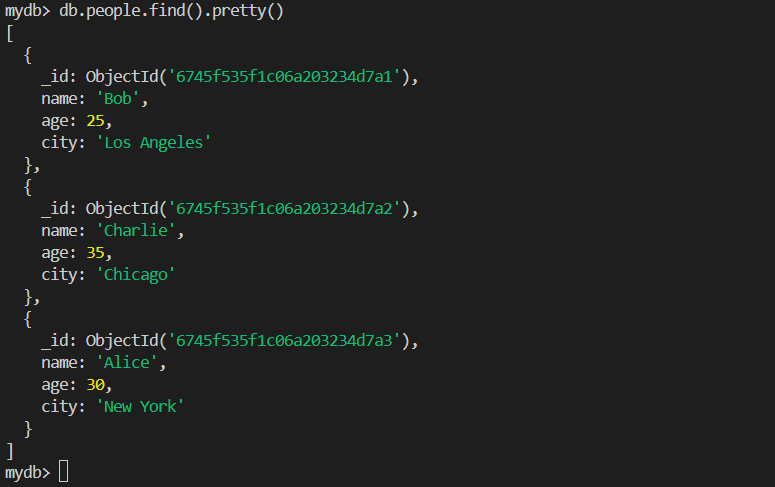 mydb> db.people.find().pretty()
[
  {
    _id: ObjectId('6745f535f1c06a203234d7a1'),
    name: 'Bob',
    age: 25,
    city: 'Los Angeles'
  },
  {
    _id: ObjectId('6745f535f1c06a203234d7a2'),
    name: 'Charlie',
    age: 35,
    city: 'Chicago'
  },
  {
    _id: ObjectId('6745f535f1c06a203234d7a3'),
    name: 'Alice',
    age: 30,
    city: 'New York'
  }
]
mydb>